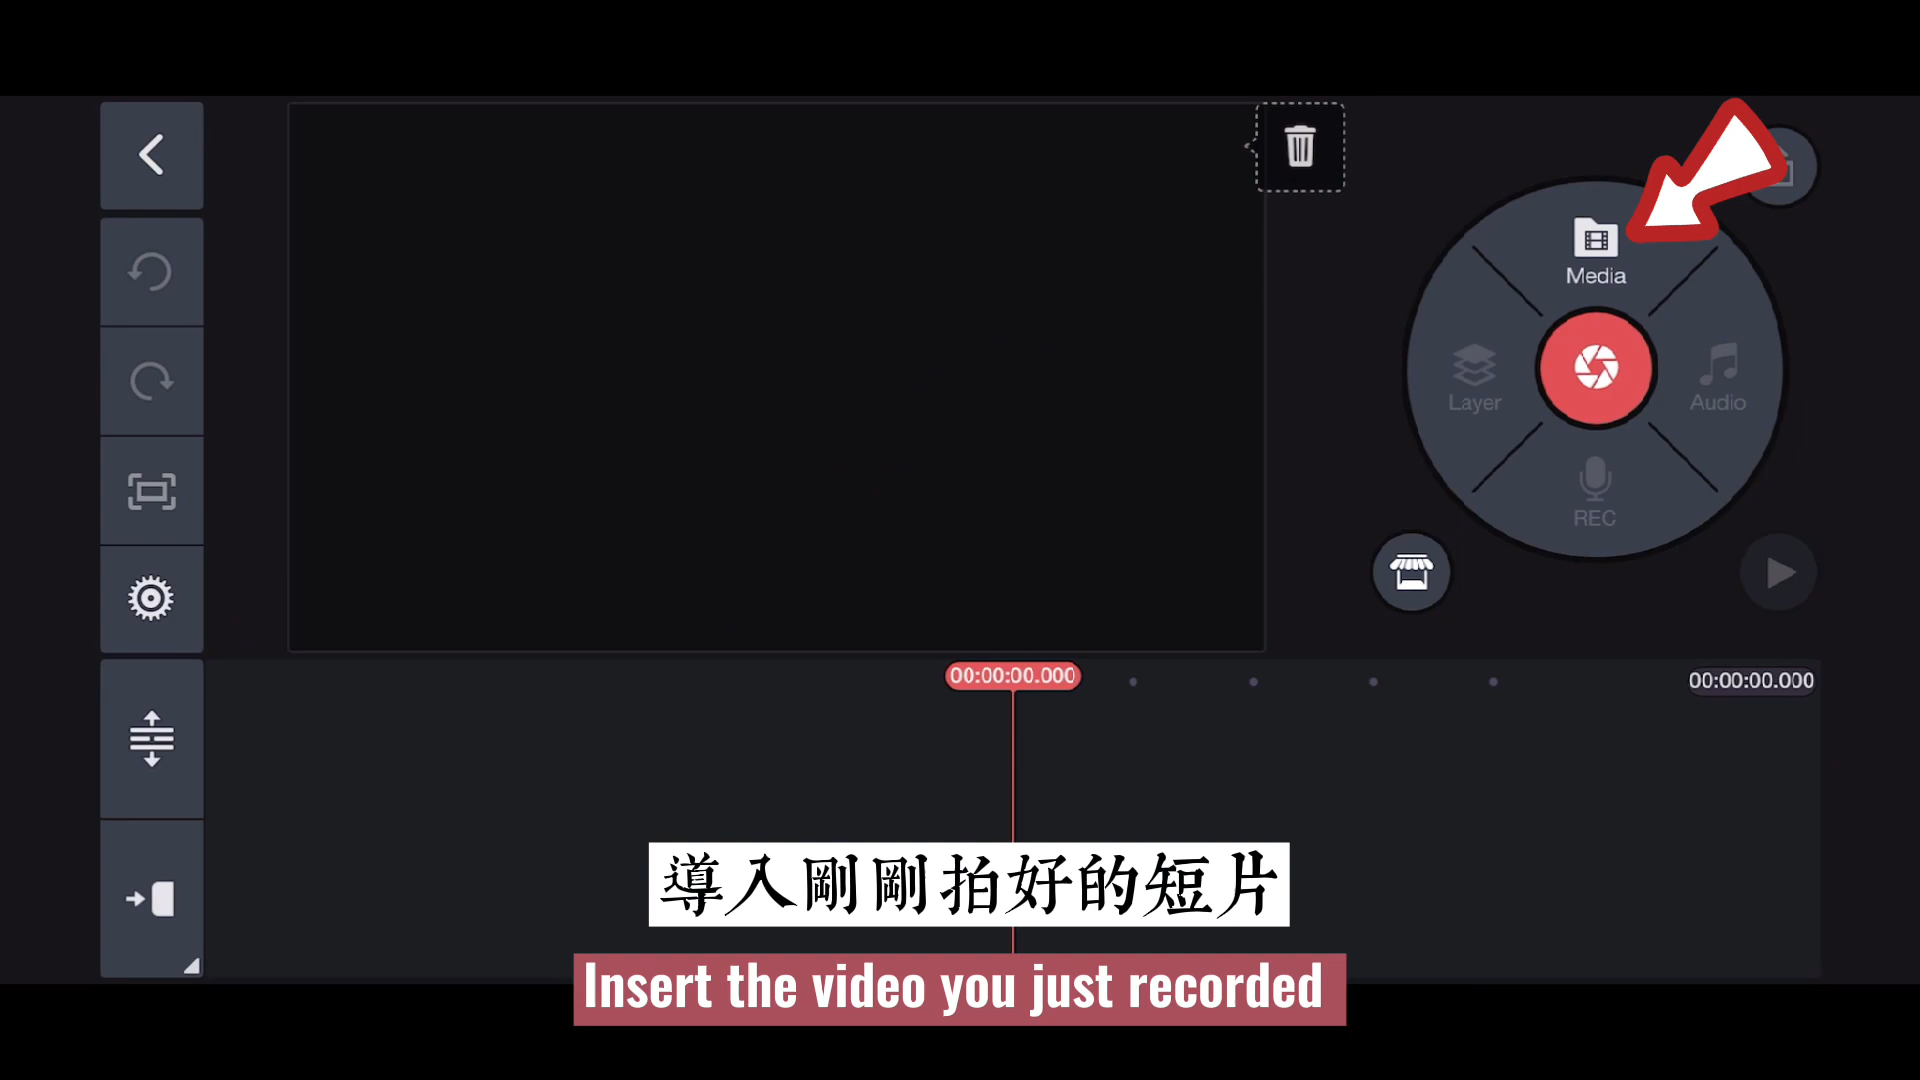 Media
Layer
Audio
REC
00:00:00.000
00:00:00.000
導入剛剛拍好的短片
Insert the video you just recorded